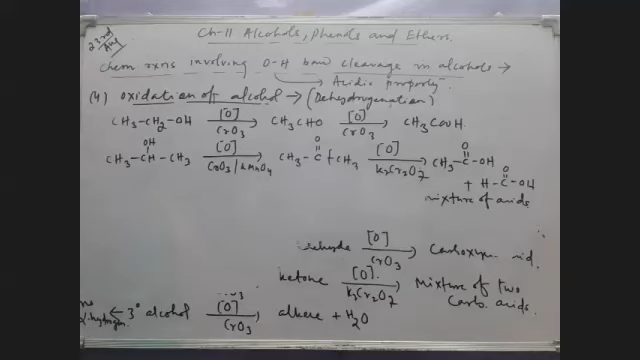 23rd Aug
Ch-11 Alcohols, Phenols and Ethers.
Chem rxns involving O-H bond cleavage in alcohols →
Acidic property.
(4) Oxidation of alcohol → (Dehydrogenation)
CH3-CH2-OH [O] CrO3 → CH3CHO [O] CrO3 → CH3COOH.
OH
CH3-CH-CH3 [O] CrO3/KMnO4 → CH3-C(=O)+CH3 [O] K2Cr2O7 → CH3-C(=O)-OH
+ H-C(=O)-OH
mixture of acids
[O] CrO3 →
ketone [O] K2Cr2O7 → Mixture of two
Carb. acids.
no α-hydrogen ← 3° alcohol [O] CrO3 → alkene + H2O